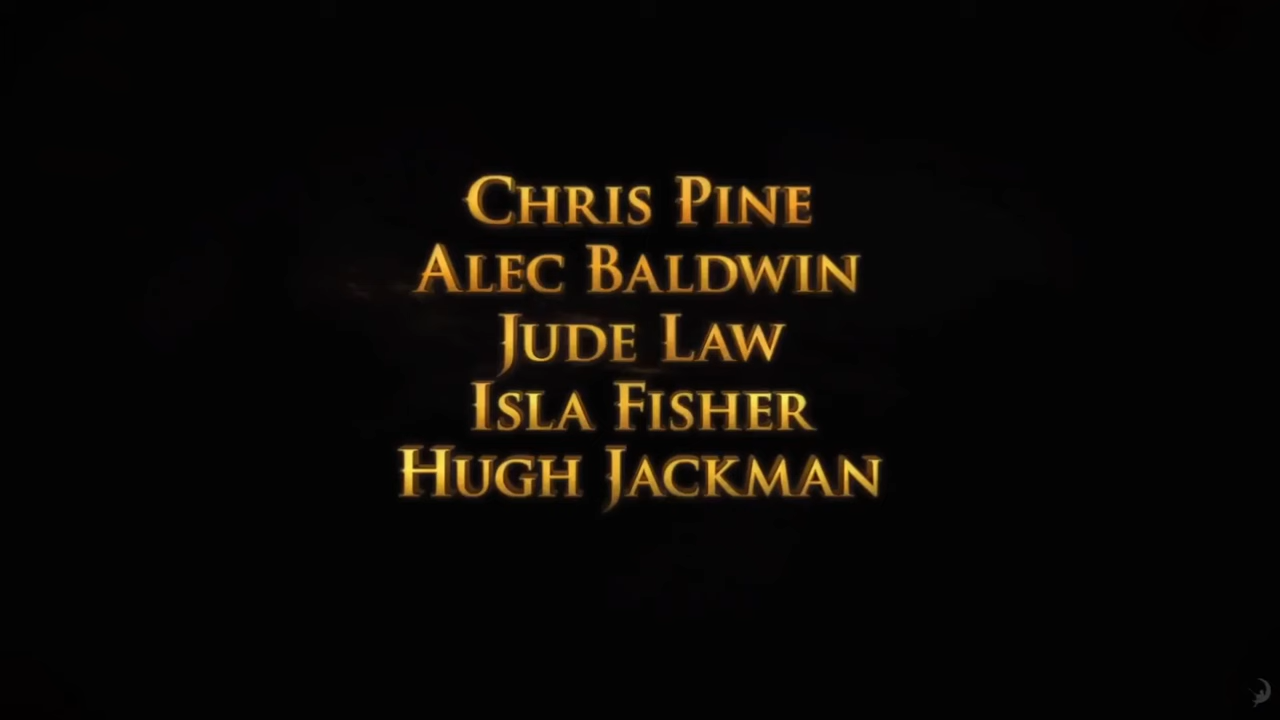 Chris Pine
Alec Baldwin
Jude Law
Isla Fisher
Hugh Jackman